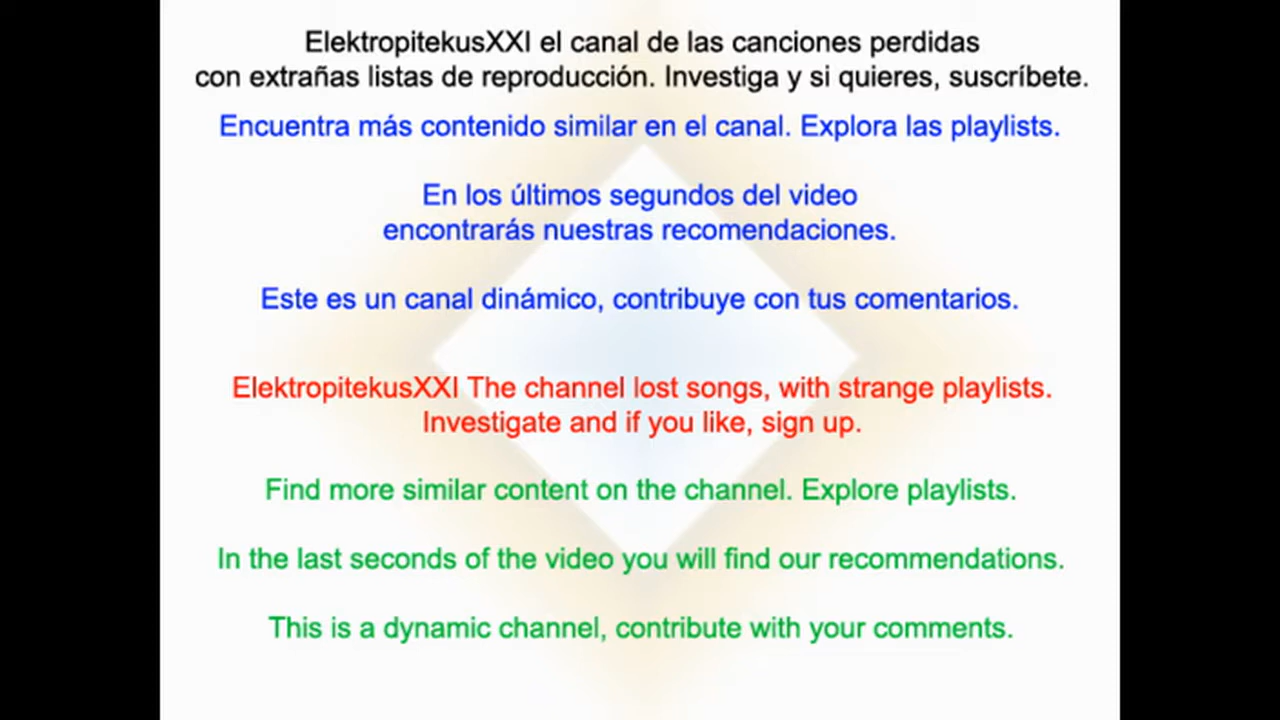 ElektropitekusXXI el canal de las canciones perdidas
con extrañas listas de reproducción. Investiga y si quieres, suscríbete.
Encuentra más contenido similar en el canal. Explora las playlists.
En los últimos segundos del video
encontrarás nuestras recomendaciones.
Este es un canal dinámico, contribuye con tus comentarios.
ElektropitekusXXI The channel lost songs, with strange playlists.
Investigate and if you like, sign up.
Find more similar content on the channel. Explore playlists.
In the last seconds of the video you will find our recommendations.
This is a dynamic channel, contribute with your comments.